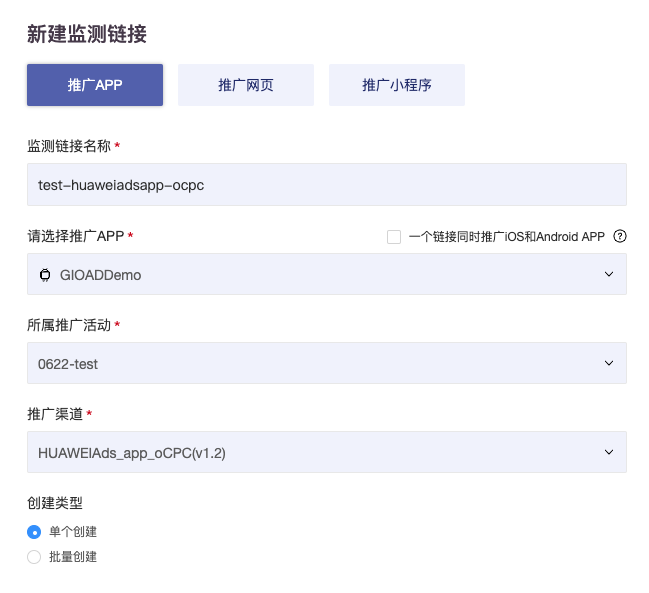 新建监测链接
推广APP 推广网页 推广小程序
监测链接名称 *
test-huaweiadsapp-ocpc
请选择推广APP * 一个链接同时推广iOS和Android APP ?
GIOADDemo
所属推广活动 *
0622-test
推广渠道 *
HUAWEIAds_app_oCPC(v1.2)
创建类型
单个创建
批量创建